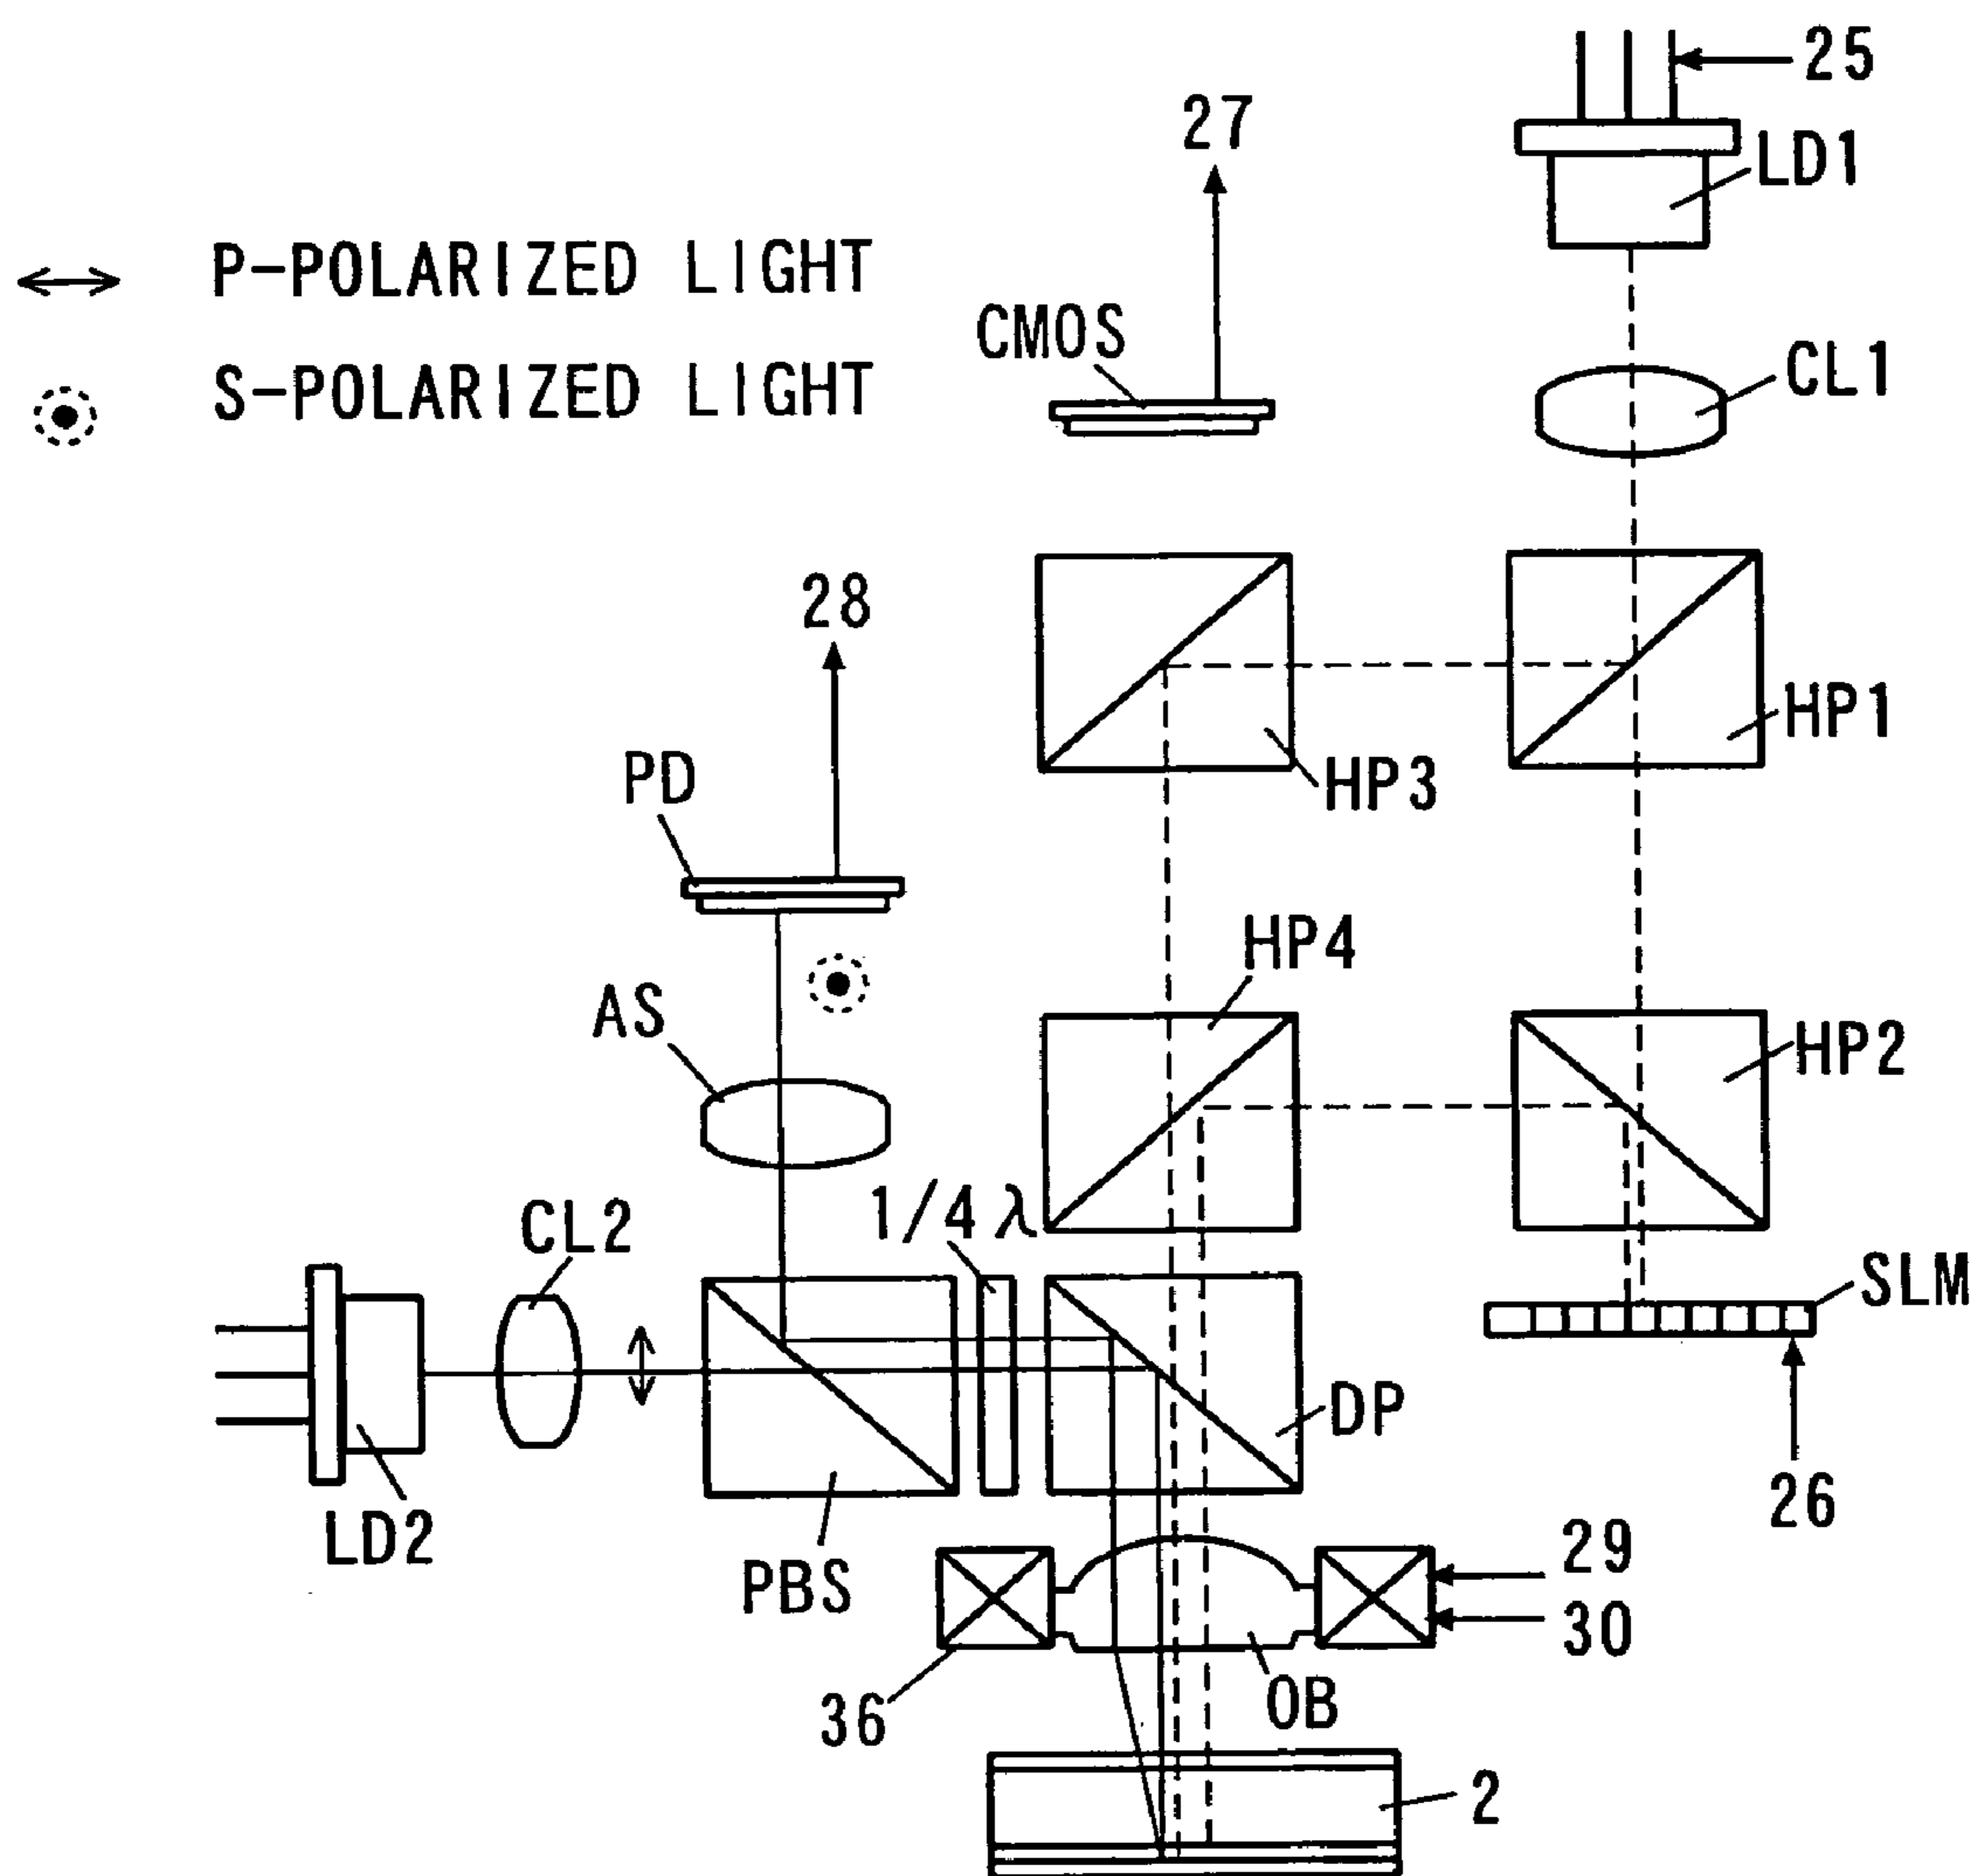 25
27
LD1
P-POLARIZED LIGHT
CMOS
CL1
S-POLARIZED LIGHT
28
HP1
PD
HP3
HP4
AS
HP2
CL2
1/4 λ
SLM
DP
26
LD2
PBS
29
30
36
OB
2